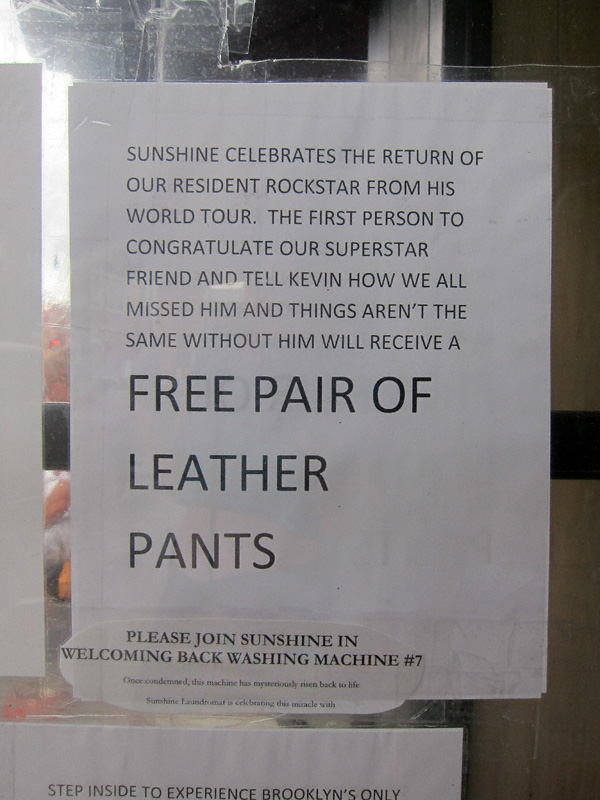 SUNSHINE CELEBRATES THE RETURN OF
OUR RESIDENT ROCKSTAR FROM HIS
WORLD TOUR. THE FIRST PERSON TO
CONGRATULATE OUR SUPERSTAR
FRIEND AND TELL KEVIN HOW WE ALL
MISSED HIM AND THINGS AREN'T THE
SAME WITHOUT HIM WILL RECEIVE A
FREE PAIR OF
LEATHER
PANTS
PLEASE JOIN SUNSHINE IN
WELCOMING BACK WASHING MACHINE #7
Once condemned, this machine has mysteriously risen back to life
Sunshine Laundromat is celebrating this miracle with
STEP INSIDE TO EXPERIENCE BROOKLYN'S ONLY